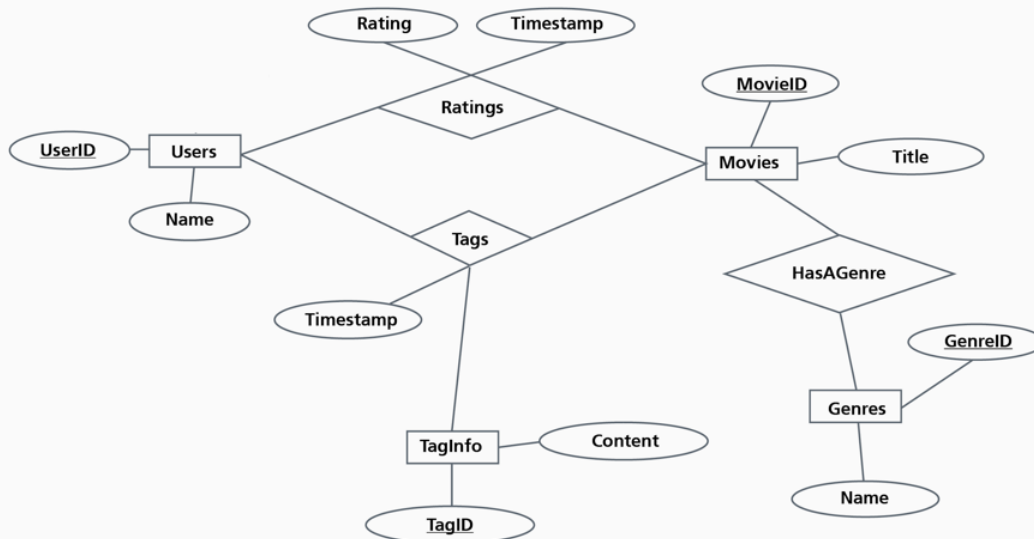 Rating
Timestamp
Ratings
MovieID
UserID
Users
Movies
Title
Name
Tags
HasAGenre
Timestamp
GenreID
Genres
TagInfo
Content
Name
TagID